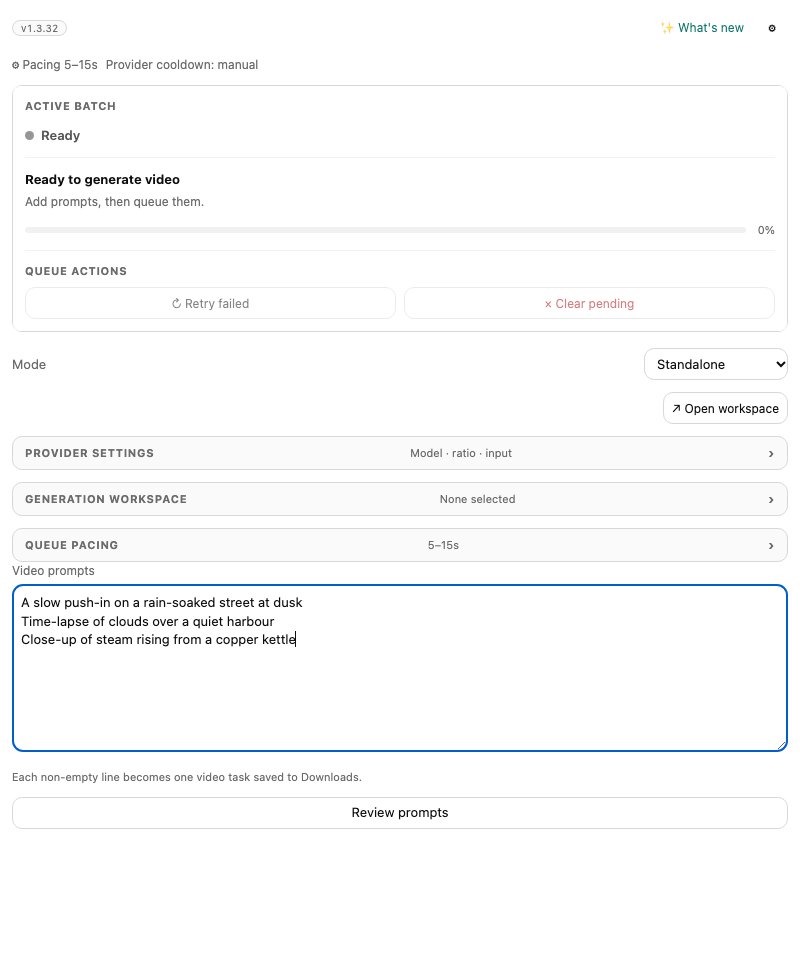 v1.3.32
✨ What's new ⚙
⚙ Pacing 5–15s Provider cooldown: manual
ACTIVE BATCH
Ready
Ready to generate video
Add prompts, then queue them.
0%
QUEUE ACTIONS
↻ Retry failed
× Clear pending
Mode
Standalone
↗ Open workspace
PROVIDER SETTINGS Model · ratio · input ›
GENERATION WORKSPACE None selected ›
QUEUE PACING 5–15s ›
Video prompts
A slow push-in on a rain-soaked street at dusk
Time-lapse of clouds over a quiet harbour
Close-up of steam rising from a copper kettle
Each non-empty line becomes one video task saved to Downloads.
Review prompts